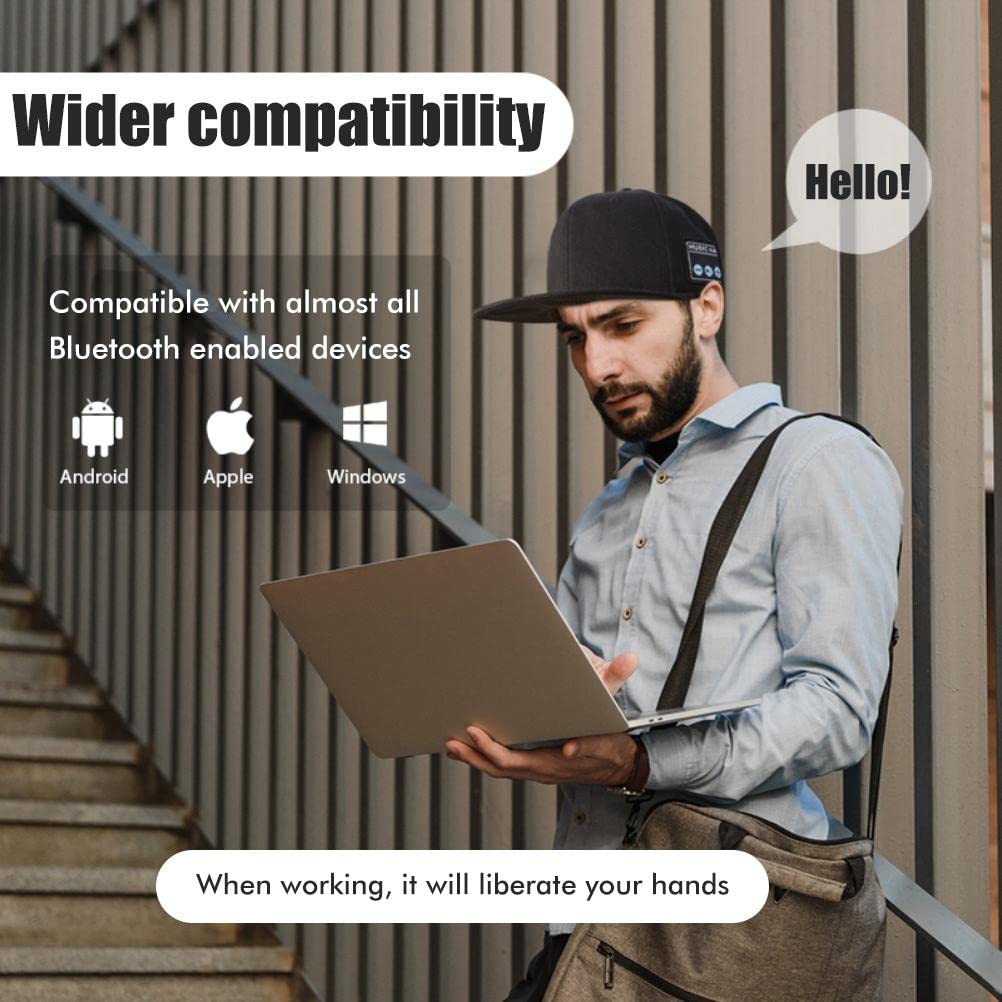 Wider compatibility
Hello!
MUSIC
Compatible with almost all
Bluetooth enabled devices
Android
Apple
Windows
When working, it will liberate your hands